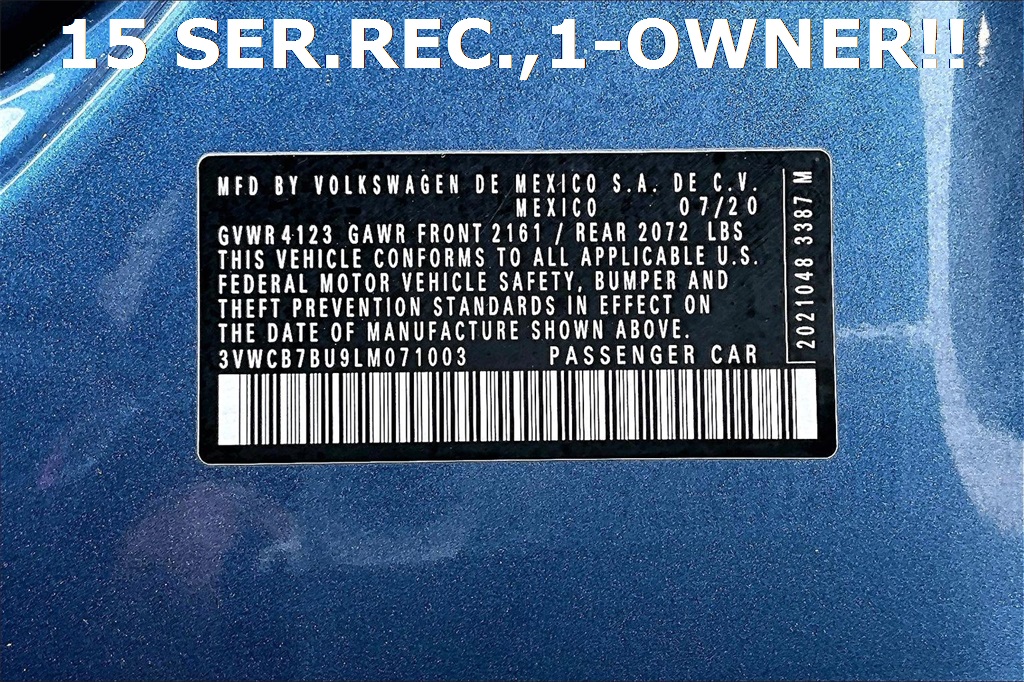 15 SER.REC.,1-OWNER!!
MFD BY VOLKSWAGEN DE MEXICO S.A. DE C.V.
MEXICO 07/20
GVWR 4123 GAWR FRONT 2161 / REAR 2072 LBS
THIS VEHICLE CONFORMS TO ALL APPLICABLE U.S.
FEDERAL MOTOR VEHICLE SAFETY, BUMPER AND
THEFT PREVENTION STANDARDS IN EFFECT ON
THE DATE OF MANUFACTURE SHOWN ABOVE.
3VWCB7BU9LM071003 PASSENGER CAR
2021048 3387 M